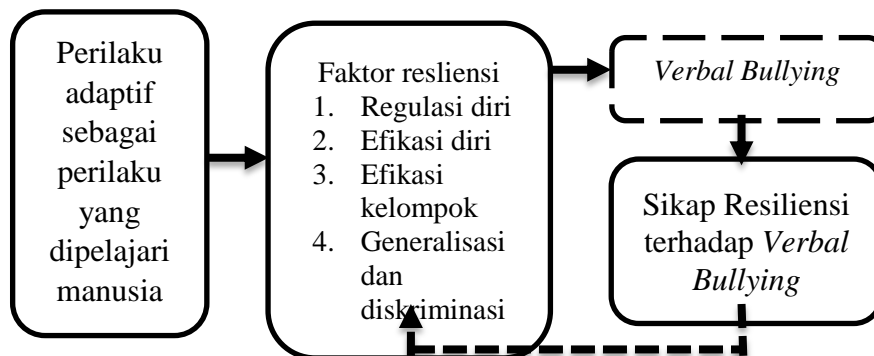 Perilaku
adaptif
sebagai
perilaku
yang
dipelajari
manusia
Faktor resliensi
1. Regulasi diri
2. Efikasi diri
3. Efikasi
kelompok
4. Generalisasi
dan
diskriminasi
Verbal Bullying
Sikap Resiliensi
terhadap Verbal
Bullying